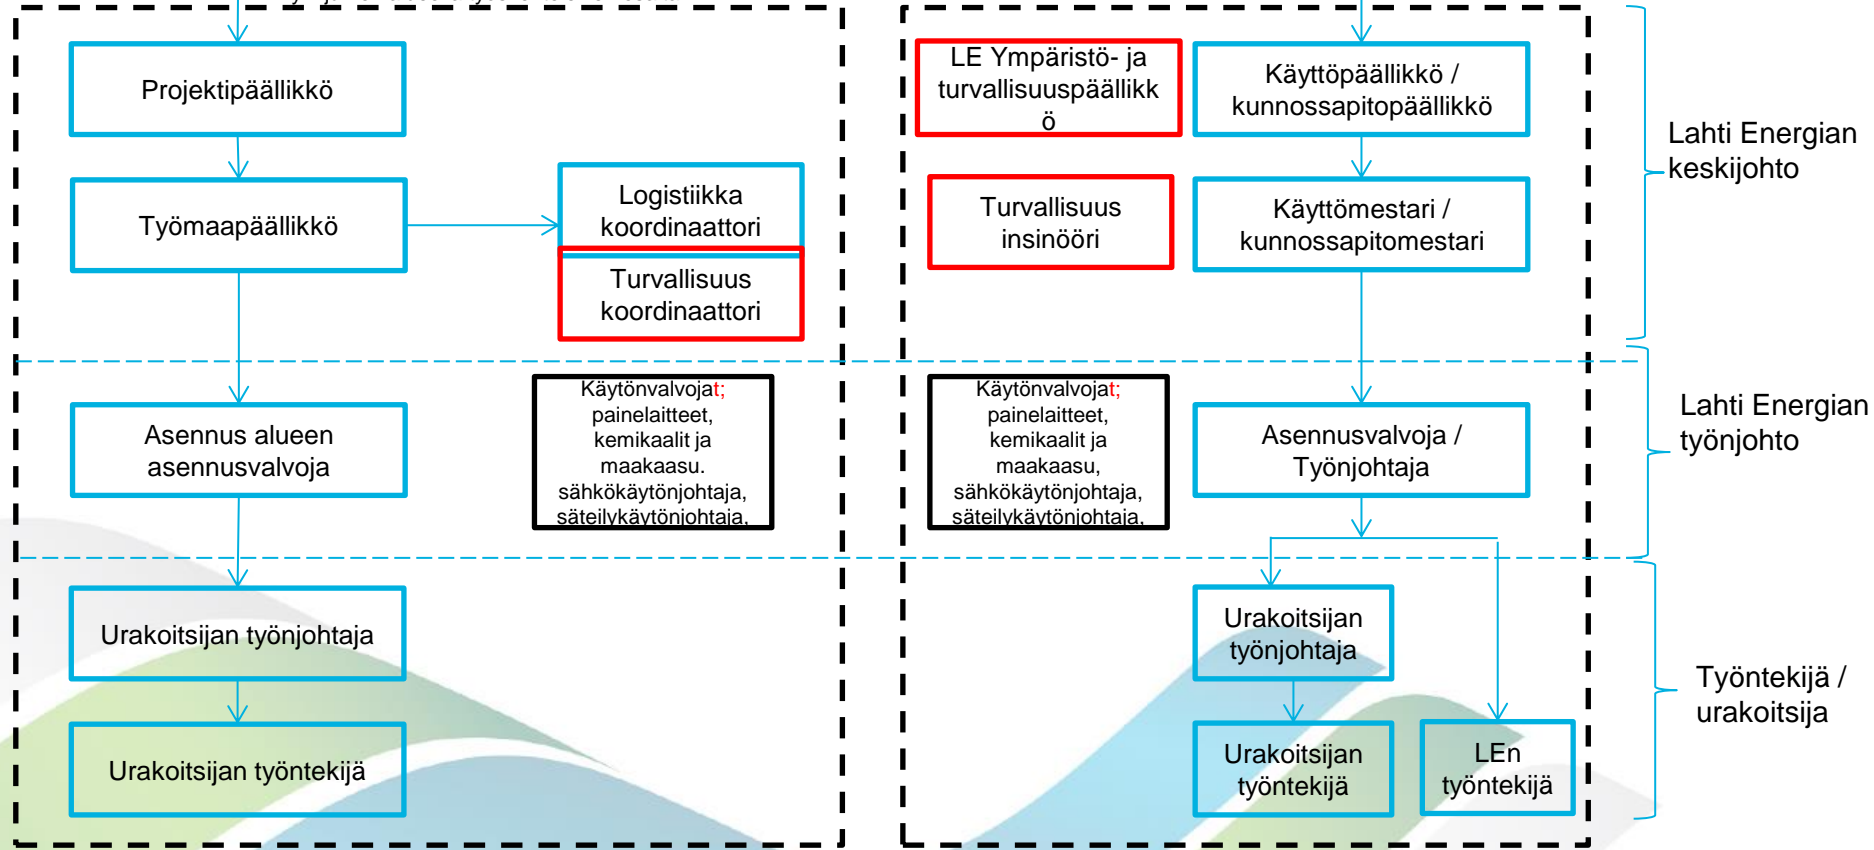 Projektipäällikkö
Työmaapäällikkö
Logistiikka
koordinaattori
Turvallisuus
koordinaattori
Asennus alueen
asennusvalvoja
Käytönvalvojat;
painelaitteet,
kemikaalit ja
maakaasu.
sähkökäytönjohtaja,
säteilykäytönjohtaja,
Urakoitsijan työnjohtaja
Urakoitsijan työntekijä
LE Ympäristö- ja
turvallisuuspäällikk
ö
Käyttöpäällikkö /
kunnossapitopäällikkö
Turvallisuus
insinööri
Käyttömestari /
kunnossapitomestari
Käytönvalvojat;
painelaitteet,
kemikaalit ja
maakaasu,
sähkökäytönjohtaja,
säteilykäytönjohtaja,
Asennusvalvoja /
Työnjohtaja
Urakoitsijan
työnjohtaja
Urakoitsijan
työntekijä
LEn
työntekijä
Lahti Energian
keskijohto
Lahti Energian
työnjohto
Työntekijä /
urakoitsija